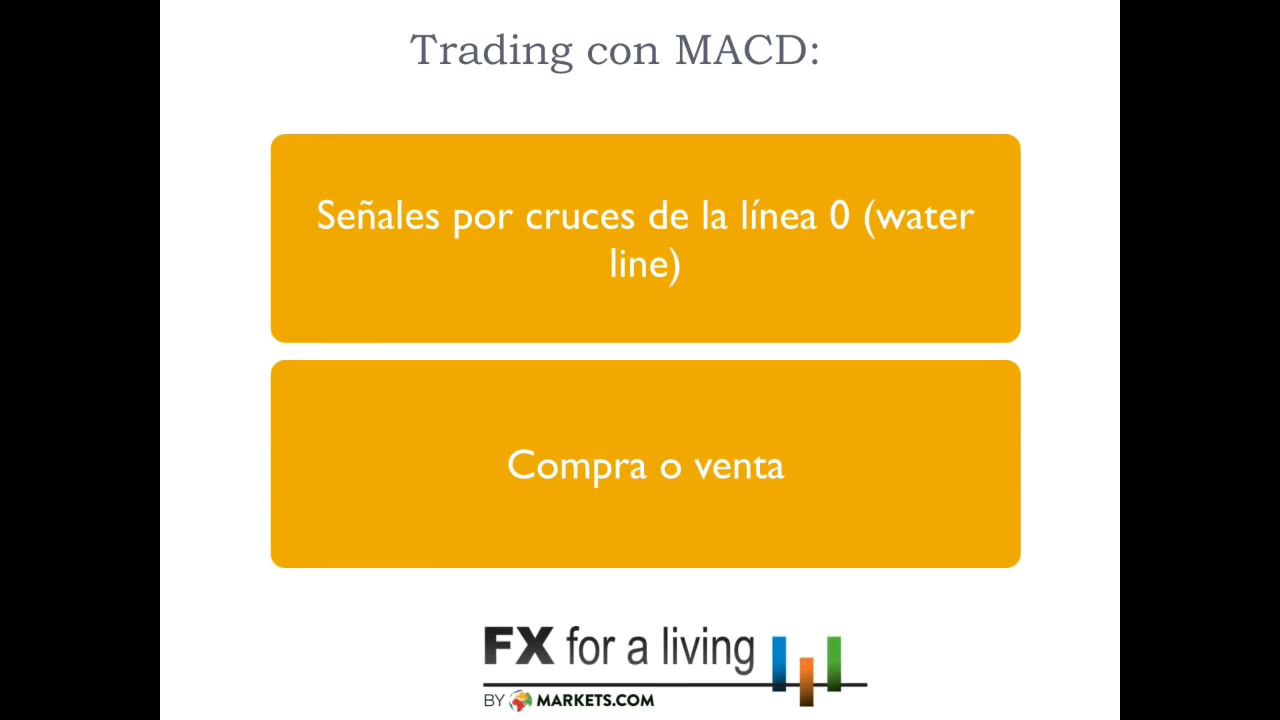 Trading con MACD:
Señales por cruces de la línea 0 (water
line)
Compra o venta
FX for a living
BY MARKETS.COM